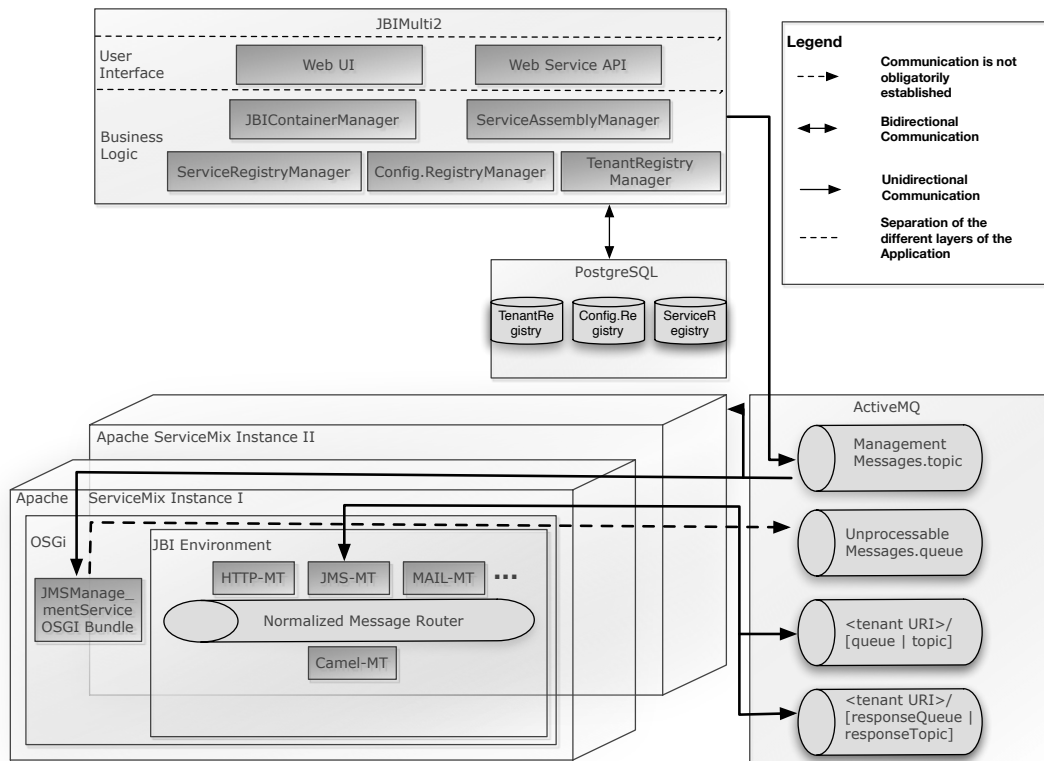 JBIMulti2
User
Interface
Web UI
Web Service API
Business
Logic
JBIContainerManager
ServiceAssemblyManager
ServiceRegistryManager
Config.RegistryManager
TenantRegistry
Manager
Legend
Communication is not
obligatorily
established
Bidirectional
Communication
Unidirectional
Communication
Separation of the
different layers of the
Application
PostgreSQL
TenantRe
gistry
Config.Re
gistry
ServiceR
egistry
Apache ServiceMix Instance II
Apache ServiceMix Instance I
OSGi
JBI Environment
HTTP-MT
JMS-MT
MAIL-MT
...
JMSManage_
mentService
OSGI Bundle
Normalized Message Router
Camel-MT
ActiveMQ
Management
Messages.topic
Unprocessable
Messages.queue
<tenant URI>/
[queue | topic]
<tenant URI>/
[responseQueue |
responseTopic]